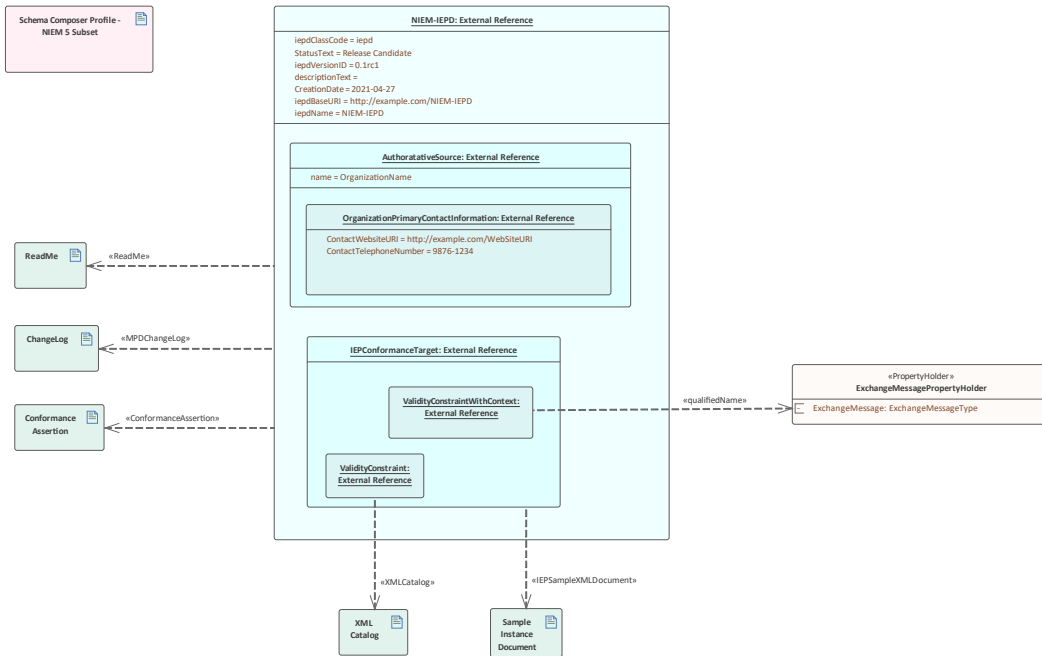 Schema Composer Profile -
NIEM 5 Subset
NIEM-IEPD: External Reference
iepdClassCode = iepd
StatusText = Release Candidate
iepdVersionID = 0.1rc1
descriptionText =
CreationDate = 2021-04-27
iepdBaseURI = http://example.com/NIEM-IEPD
iepdName = NIEM-IEPD
AuthoratativeSource: External Reference
name = OrganizationName
OrganizationPrimaryContactInformation: External Reference
ContactWebsiteURI = http://example.com/WebSiteURI
ContactTelephoneNumber = 9876-1234
ReadMe
«ReadMe»
ChangeLog
«MPDChangeLog»
Conformance
Assertion
«ConformanceAssertion»
IEPConformanceTarget: External Reference
ValidityConstraintWithContext:
External Reference
«qualifiedName»
«PropertyHolder»
ExchangeMessagePropertyHolder
- ExchangeMessage: ExchangeMessageType
ValidityConstraint:
External Reference
«XMLCatalog»
«IEPSampleXMLDocument»
XML
Catalog
Sample
Instance
Document